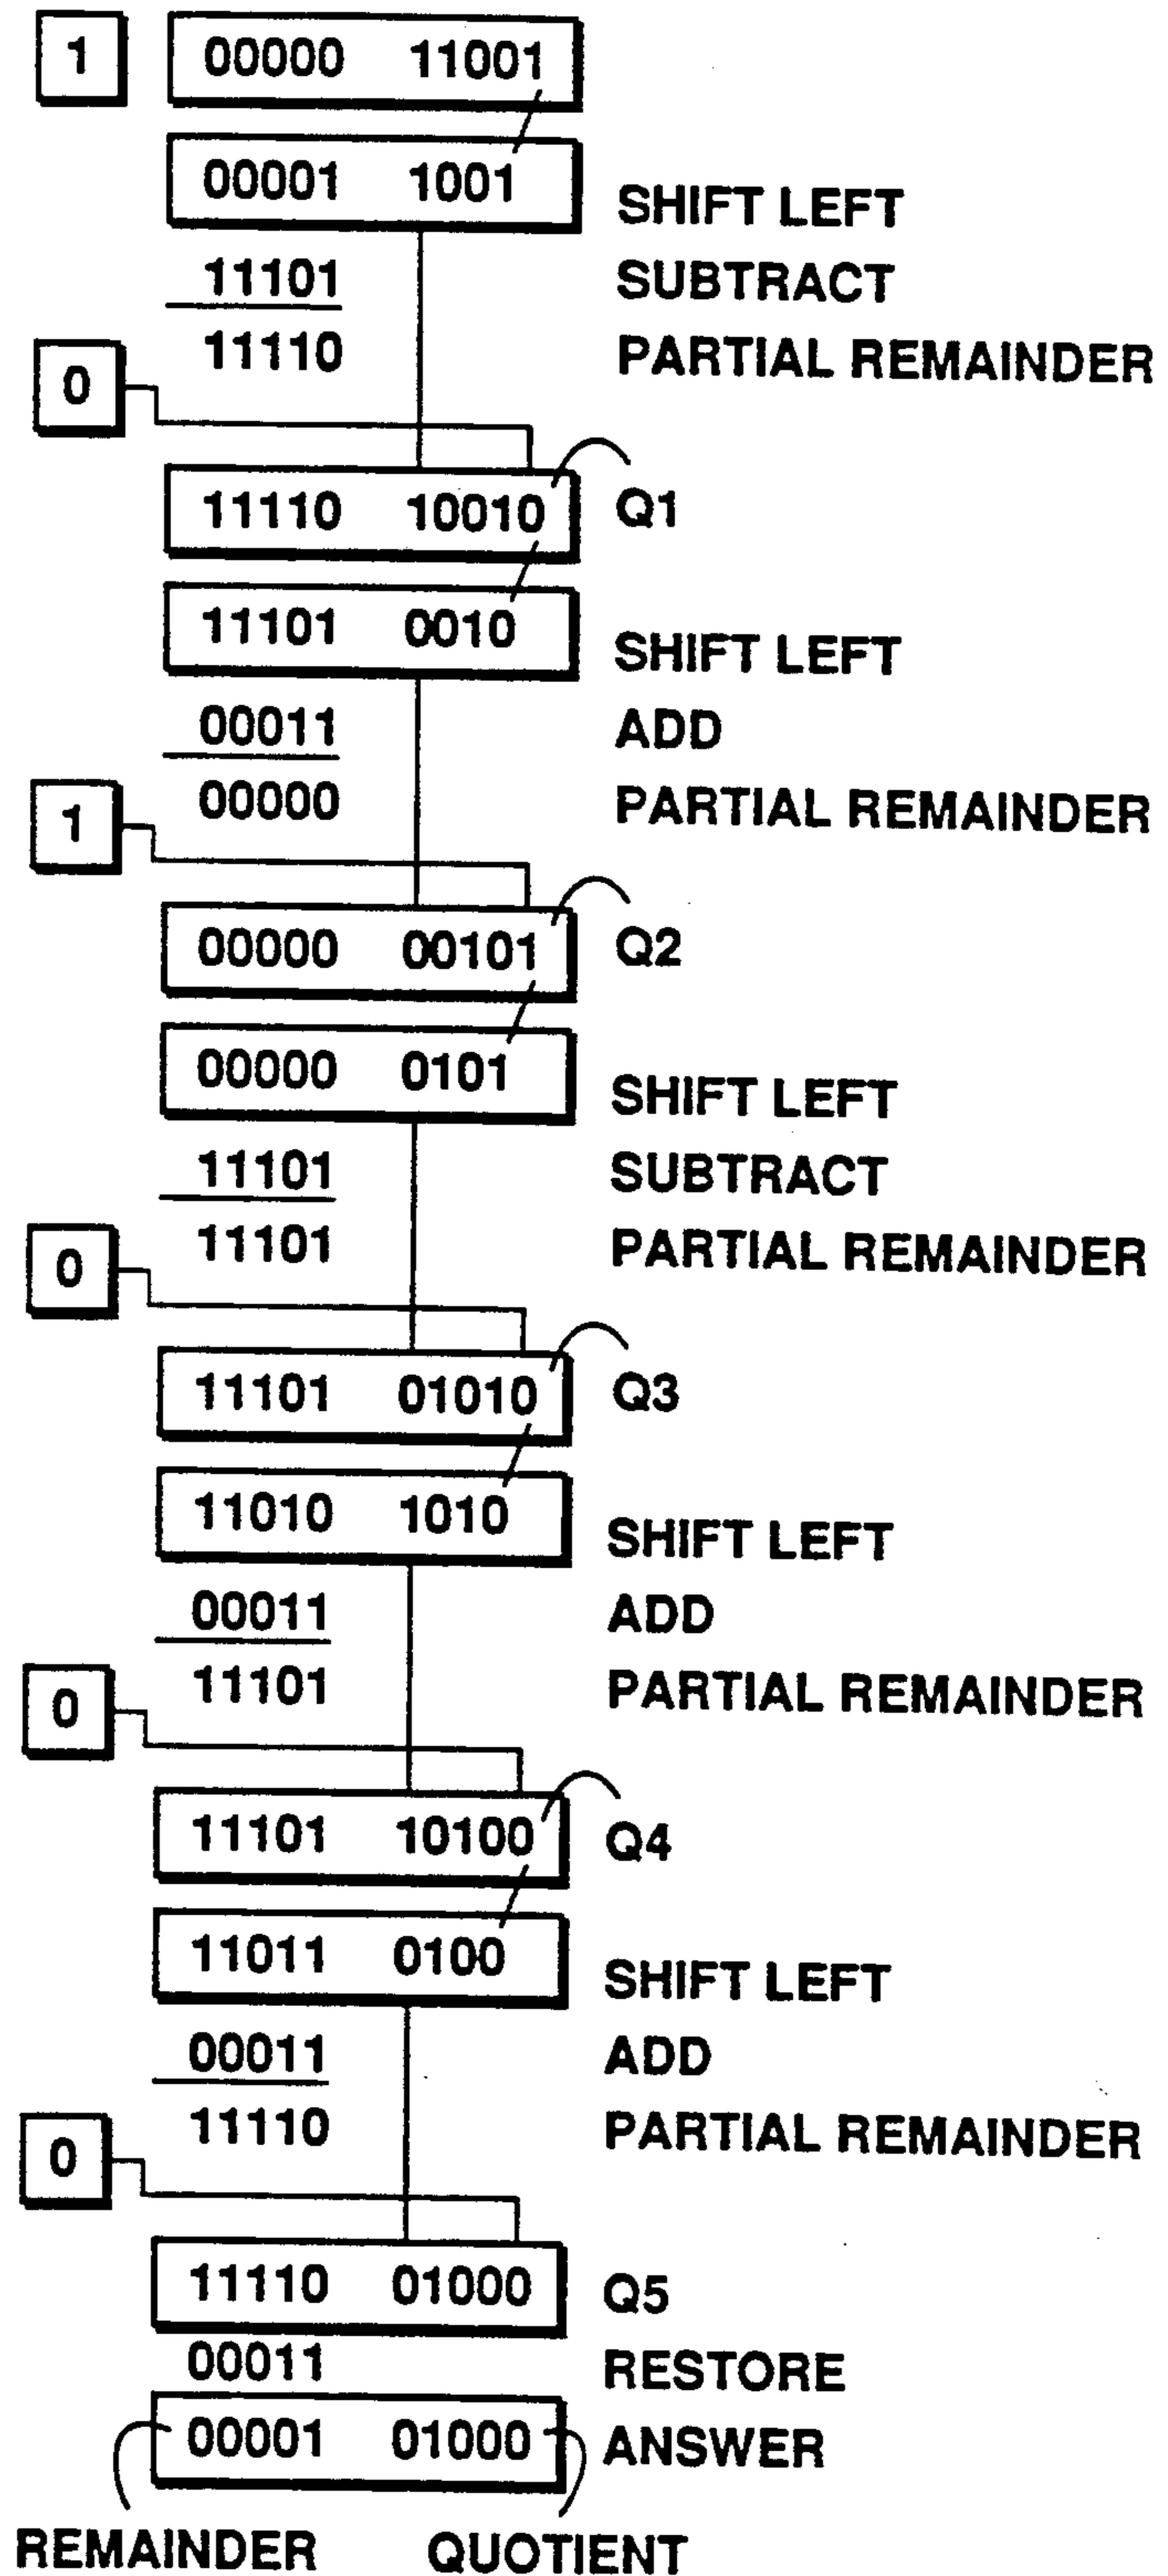 1 00000 11001
00001 1001 SHIFT LEFT
11101 SUBTRACT
11110 PARTIAL REMAINDER
0
11110 10010 Q1
11101 0010 SHIFT LEFT
00011 ADD
00000 PARTIAL REMAINDER
1
00000 00101 Q2
00000 0101 SHIFT LEFT
11101 SUBTRACT
11101 PARTIAL REMAINDER
0
11101 01010 Q3
11010 1010 SHIFT LEFT
00011 ADD
11101 PARTIAL REMAINDER
0
11101 10100 Q4
11011 0100 SHIFT LEFT
00011 ADD
11110 PARTIAL REMAINDER
0
11110 01000 Q5
00011 RESTORE
00001 01000 ANSWER
REMAINDER QUOTIENT